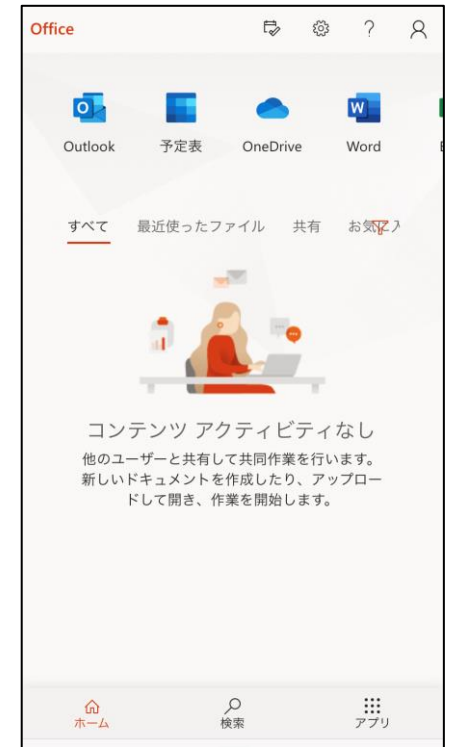 Office
Outlook 予定表 OneDrive Word
すべて 最近使ったファイル 共有 お気に入
コンテンツ アクティビティなし
他のユーザーと共有して共同作業を行います。
新しいドキュメントを作成したり、アップロー
ドして開き、作業を開始します。
ホーム 検索 アプリ